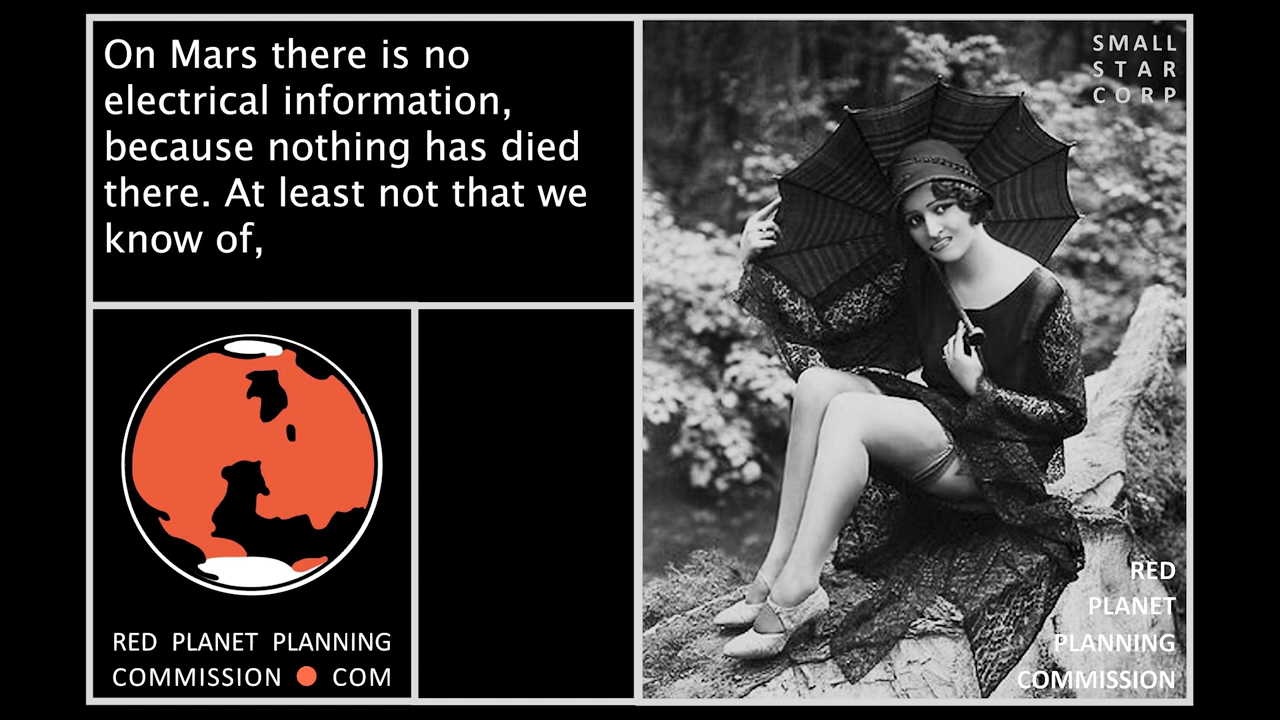 On Mars there is no
electrical information,
because nothing has died
there. At least not that we
know of,
RED PLANET PLANNING
COMMISSION COM
SMALL
STAR
CORP
RED
PLANET
PLANNING
COMMISSION